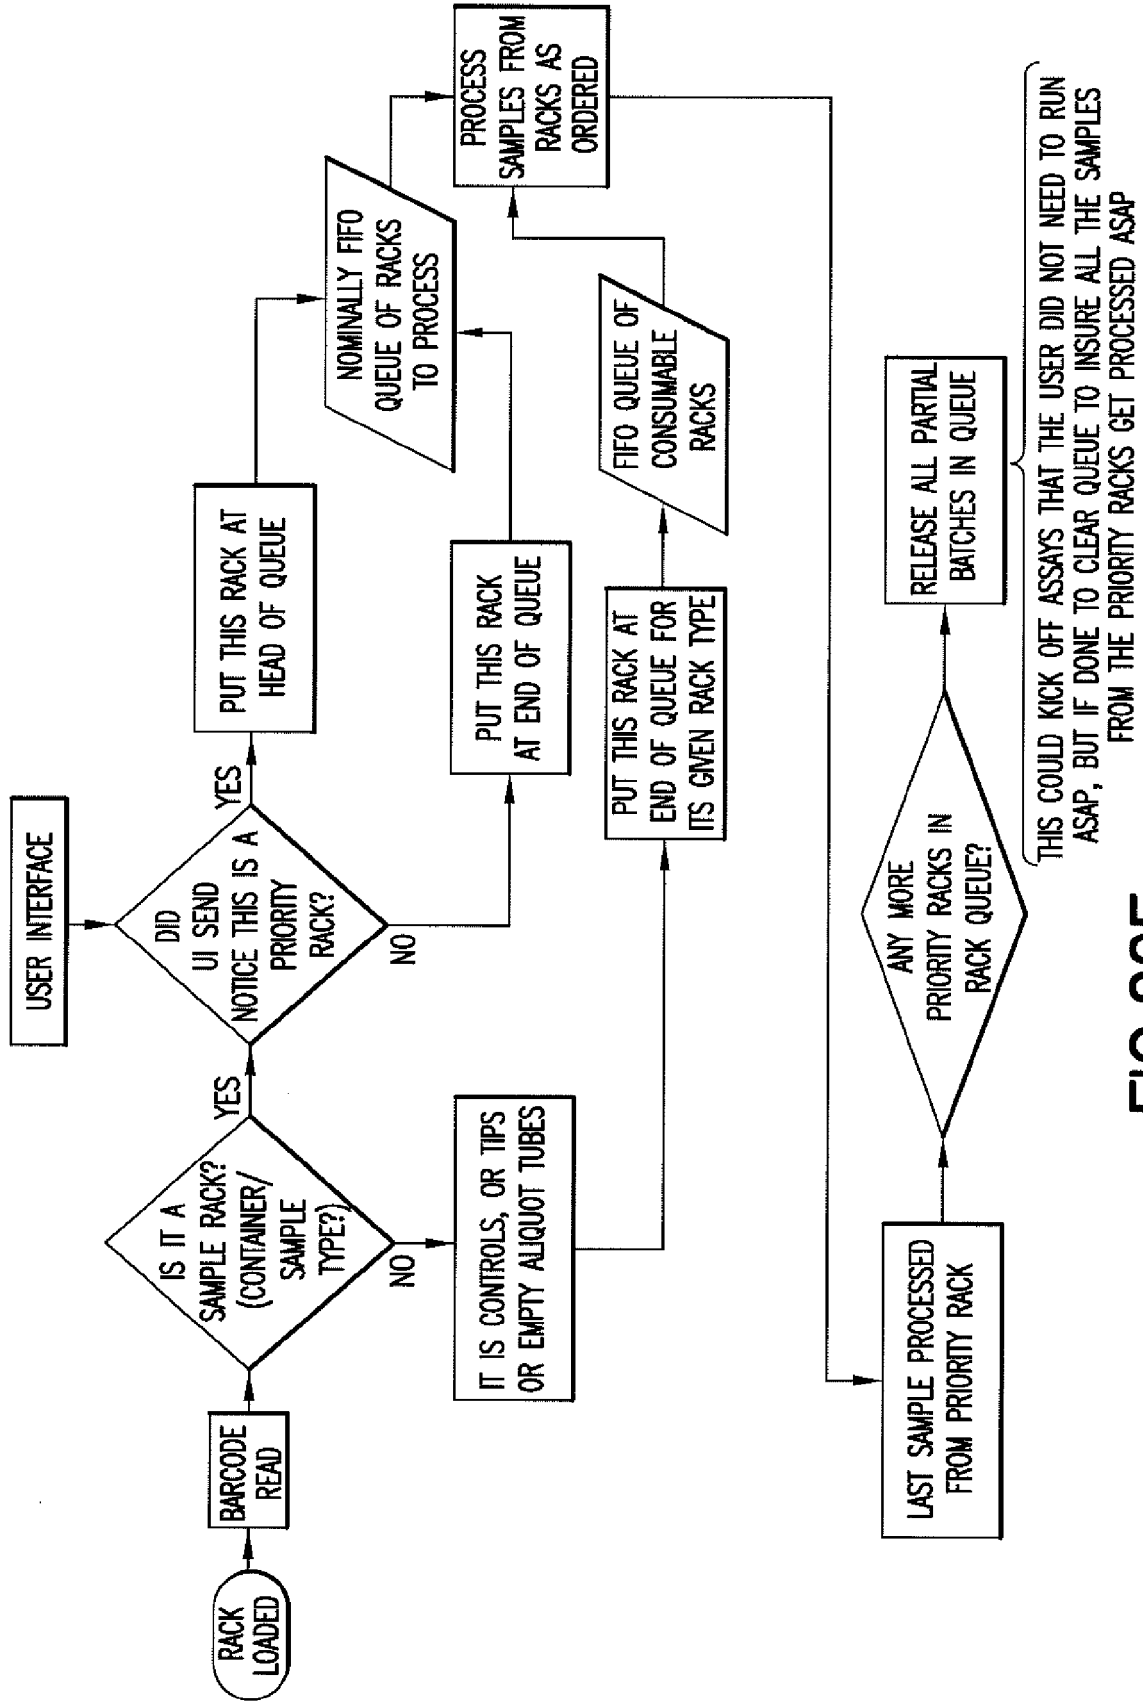 RACK
LOADED
BARCODE
READ
IS IT A
SAMPLE RACK?
(CONTAINER/
SAMPLE
TYPE?)
YES
NO
USER INTERFACE
DID
UI SEND
NOTICE THIS IS A
PRIORITY
RACK?
YES
NO
PUT THIS RACK AT
HEAD OF QUEUE
PUT THIS RACK
AT END OF QUEUE
NOMINALLY FIFO
QUEUE OF RACKS
TO PROCESS
IT IS CONTROLS, OR TIPS
OR EMPTY ALIQUOT TUBES
PUT THIS RACK AT
END OF QUEUE FOR
ITS GIVEN RACK TYPE
FIFO QUEUE OF
CONSUMABLE
RACKS
PROCESS
SAMPLES FROM
RACKS AS
ORDERED
LAST SAMPLE PROCESSED
FROM PRIORITY RACK
ANY MORE
PRIORITY RACKS IN
RACK QUEUE?
RELEASE ALL PARTIAL
BATCHES IN QUEUE
THIS COULD KICK OFF ASSAYS THAT THE USER DID NOT NEED TO RUN
ASAP, BUT IF DONE TO CLEAR QUEUE TO INSURE ALL THE SAMPLES
FROM THE PRIORITY RACKS GET PROCESSED ASAP